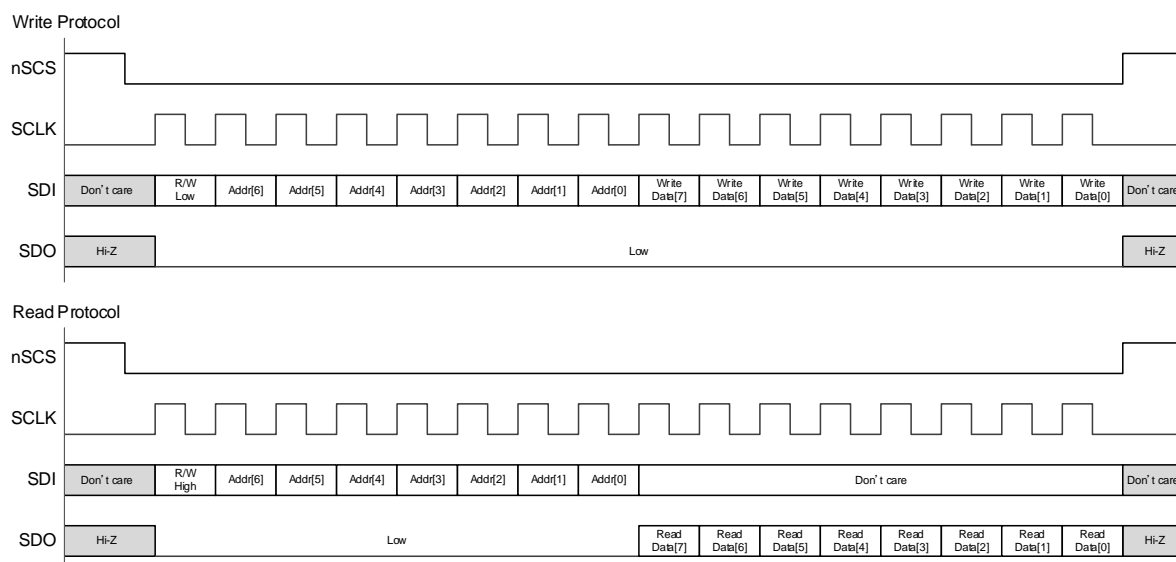 Write Protocol
nSCS
SCLK
SDI Don't care R/W Low Addr[6] Addr[5] Addr[4] Addr[3] Addr[2] Addr[1] Addr[0] Write Data[7] Write Data[6] Write Data[5] Write Data[4] Write Data[3] Write Data[2] Write Data[1] Write Data[0] Don't care
SDO Hi-Z Low Hi-Z
Read Protocol
nSCS
SCLK
SDI Don't care R/W High Addr[6] Addr[5] Addr[4] Addr[3] Addr[2] Addr[1] Addr[0] Don't care Don't care
SDO Hi-Z Low Read Data[7] Read Data[6] Read Data[5] Read Data[4] Read Data[3] Read Data[2] Read Data[1] Read Data[0] Hi-Z